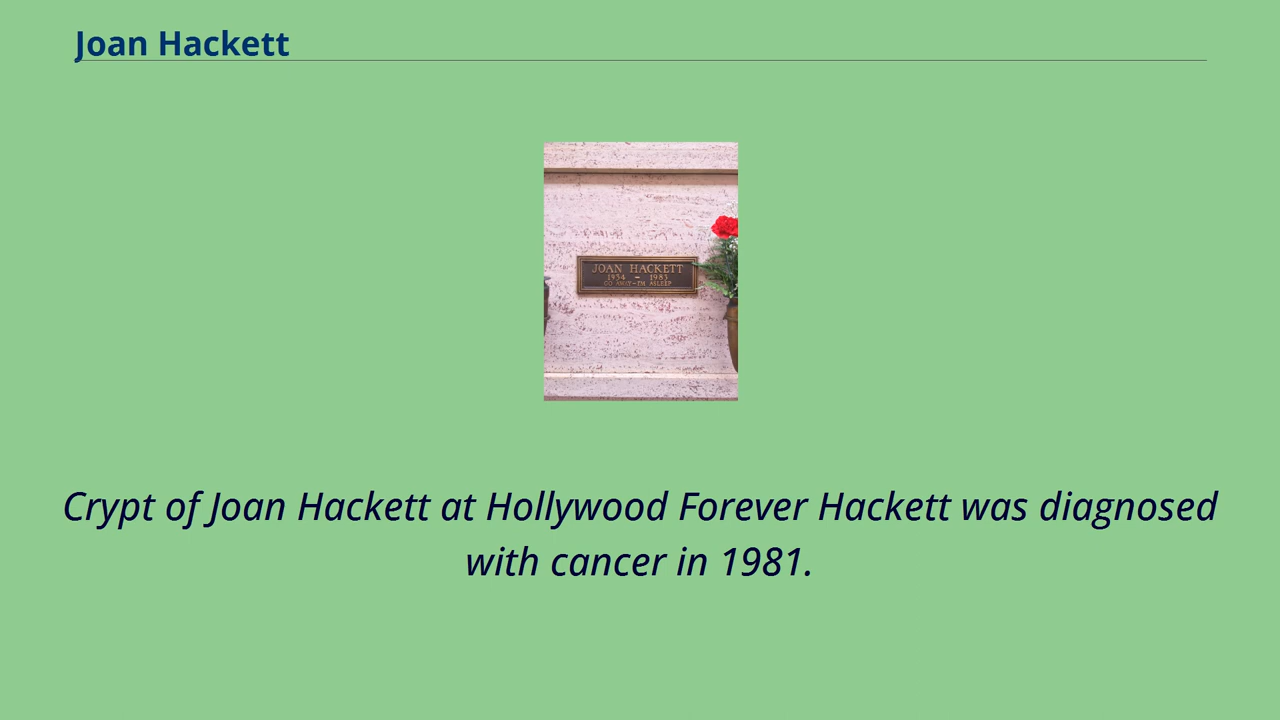 Joan Hackett
JOAN HACKETT
1934 - 1983
GO AWAY-I'M ASLEEP
Crypt of Joan Hackett at Hollywood Forever Hackett was diagnosed
with cancer in 1981.